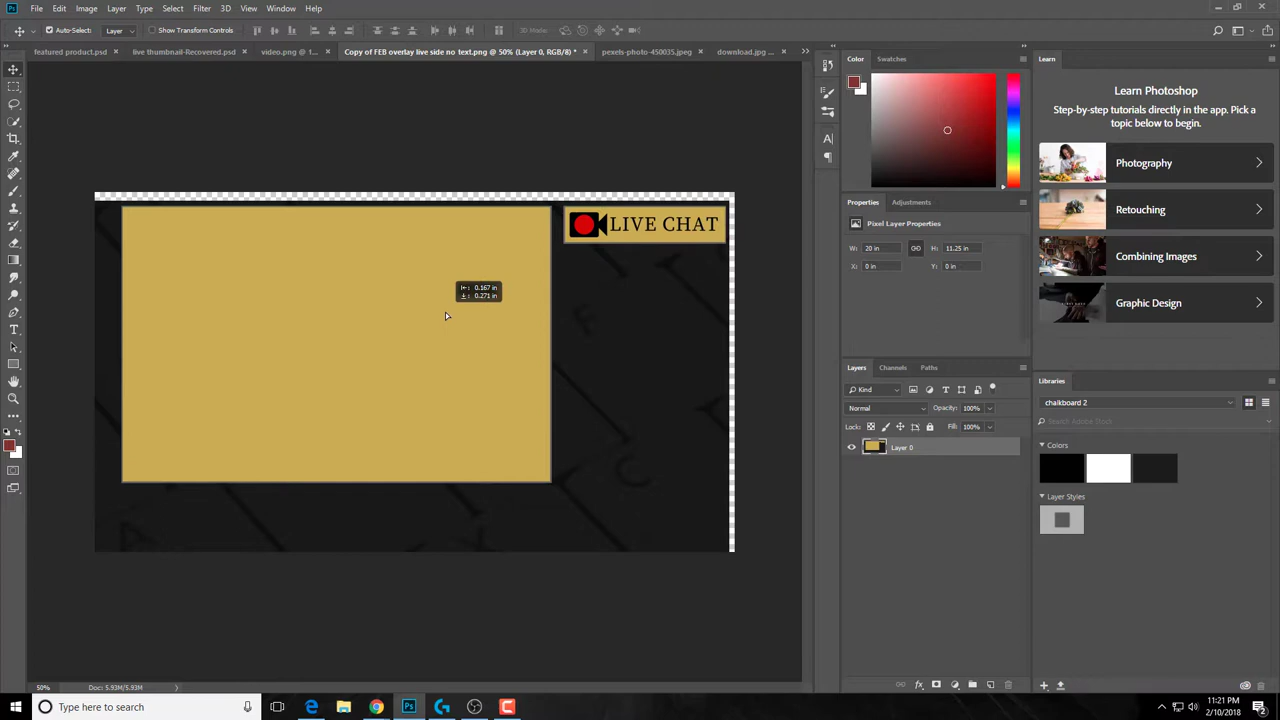 Ps File Edit Image Layer Type Select Filter 3D View Window Help
Auto-Select: Layer Show Transform Controls 3D Mode:
featured product.psd × live thumbnail-Recovered.psd × video.png @ 1... × Copy of FEB overlay live side no text.png @ 50% (Layer 0, RGB/8) * × pexels-photo-450035.jpeg × download.jpg ... ×
Color Swatches
Learn
Learn Photoshop
Step-by-step tutorials directly in the app. Pick a
topic below to begin.
Photography
Retouching
Combining Images
Graphic Design
LIVE CHAT
0.167 in
0.271 in
Properties Adjustments
Pixel Layer Properties
W: 20 in H: 11.25 in
X: 0 in Y: 0 in
Layers Channels Paths
Kind
Normal Opacity: 100%
Lock: Fill: 100%
Layer 0
Libraries
chalkboard 2
Search Adobe Stock
Colors
Layer Styles
50% Doc: 5.93M/5.93M
Type here to search
Ps
11:21 PM
2/10/2018
2